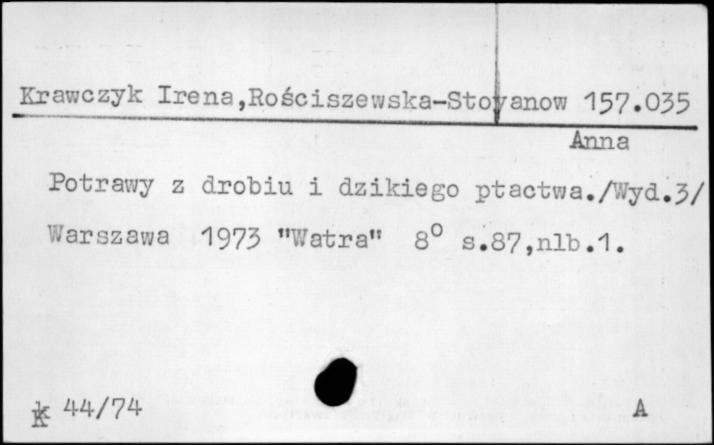 Krawczyk Irena,Rościszewska-Stoyanow 157.035
Anna
Potrawy z drobiu i dzikiego ptactwa./Wyd.3/
Warszawa 1973 "Watra" 8° s.87,nlb.1.
k 44/74 A